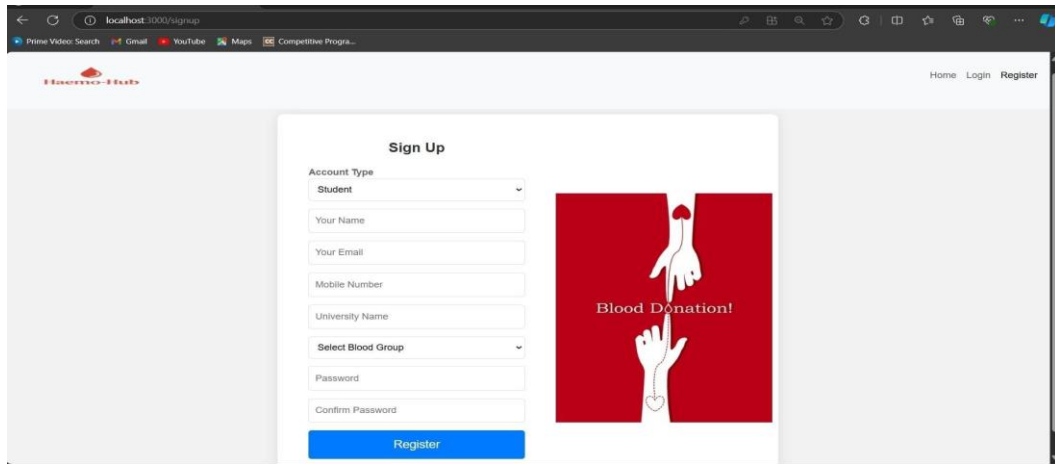 localhost:3000/signup
Prime Video: Search Gmail YouTube Maps CC Competitive Progra...
Haemo-Hub
Home Login Register
Sign Up
Account Type
Student
Your Name
Your Email
Mobile Number
University Name
Select Blood Group
Password
Confirm Password
Register
Blood Donation!